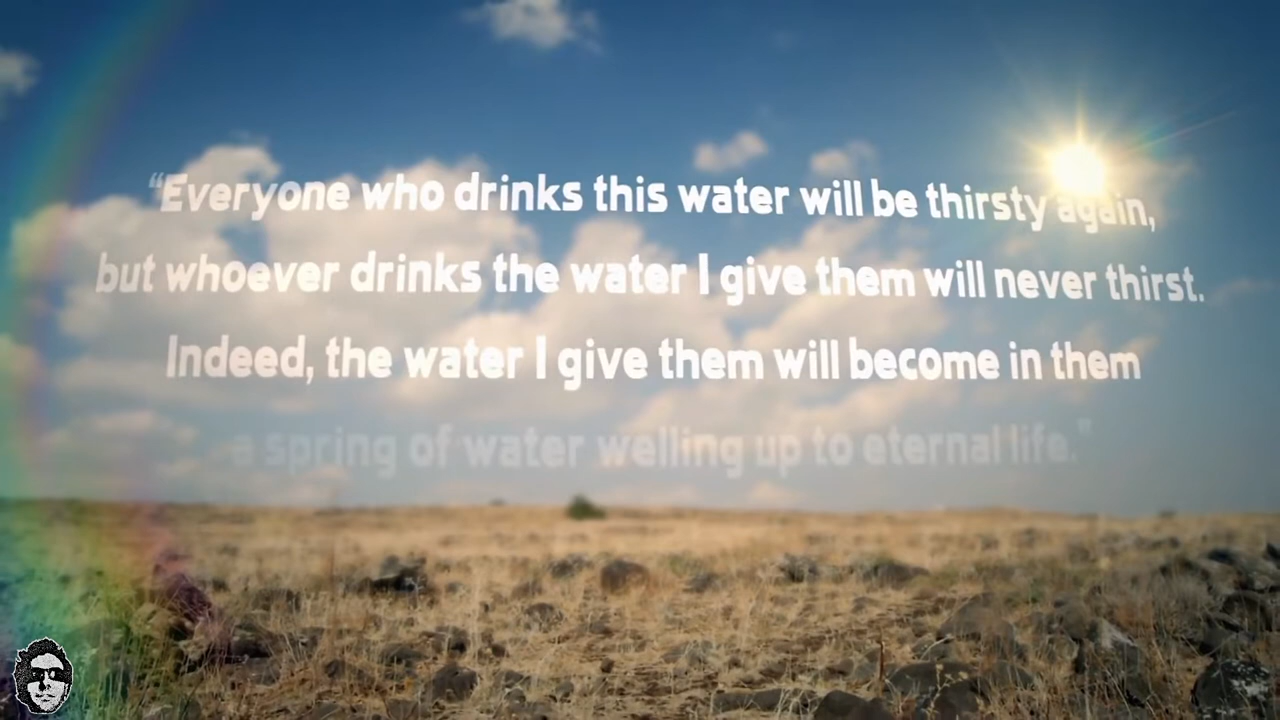 “Everyone who drinks this water will be thirsty again,
but whoever drinks the water I give them will never thirst.
Indeed, the water I give them will become in them
a spring of water welling up to eternal life."